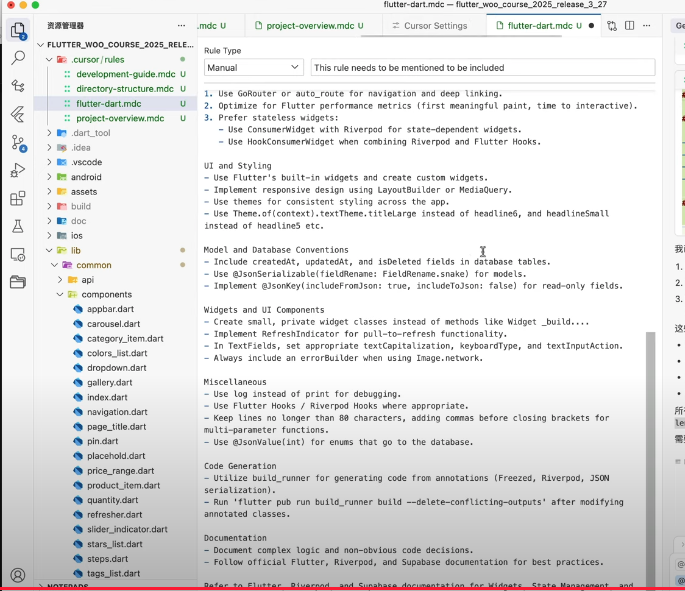 flutter-dart.mdc — flutter_woo_course_2025_release_3_27
资源管理器
.mdc U
project-overview.mdc U
Cursor Settings
flutter-dart.mdc U
FLUTTER_WOO_COURSE_2025_RELE...
.cursor/rules
development-guide.mdc U
directory-structure.mdc U
flutter-dart.mdc U
project-overview.mdc U
.dart_tool
.idea
.vscode
android
assets
build
doc
ios
lib
common
api
components
appbar.dart
carousel.dart
category_item.dart
colors_list.dart
dropdown.dart
gallery.dart
index.dart
navigation.dart
page_title.dart
pin.dart
placehold.dart
price_range.dart
product_item.dart
quantity.dart
refresher.dart
slider_indicator.dart
stars_list.dart
steps.dart
tags_list.dart
NOTEPADS
Rule Type
Manual
This rule needs to be mentioned to be included
1. Use GoRouter or auto_route for navigation and deep linking.
2. Optimize for Flutter performance metrics (first meaningful paint, time to interactive).
3. Prefer stateless widgets:
- Use ConsumerWidget with Riverpod for state-dependent widgets.
- Use HookConsumerWidget when combining Riverpod and Flutter Hooks.
UI and Styling
- Use Flutter's built-in widgets and create custom widgets.
- Implement responsive design using LayoutBuilder or MediaQuery.
- Use themes for consistent styling across the app.
- Use Theme.of(context).textTheme.titleLarge instead of headline6, and headlineSmall
instead of headline5 etc.
Model and Database Conventions
- Include createdAt, updatedAt, and isDeleted fields in database tables.
- Use @JsonSerializable(fieldRename: FieldRename.snake) for models.
- Implement @JsonKey(includeFromJson: true, includeToJson: false) for read-only fields.
Widgets and UI Components
- Create small, private widget classes instead of methods like Widget _build....
- Implement RefreshIndicator for pull-to-refresh functionality.
- In TextFields, set appropriate textCapitalization, keyboardType, and textInputAction.
- Always include an errorBuilder when using Image.network.
Miscellaneous
- Use log instead of print for debugging.
- Use Flutter Hooks / Riverpod Hooks where appropriate.
- Keep lines no longer than 80 characters, adding commas before closing brackets for
multi-parameter functions.
- Use @JsonValue(int) for enums that go to the database.
Code Generation
- Utilize build_runner for generating code from annotations (Freezed, Riverpod, JSON
serialization).
- Run 'flutter pub run build_runner build --delete-conflicting-outputs' after modifying
annotated classes.
Documentation
- Document complex logic and non-obvious code decisions.
- Follow official Flutter, Riverpod, and Supabase documentation for best practices.
Refer to Flutter, Riverpod, and Supabase documentation for Widgets, State Management, and
Ge
1.
2.
3.